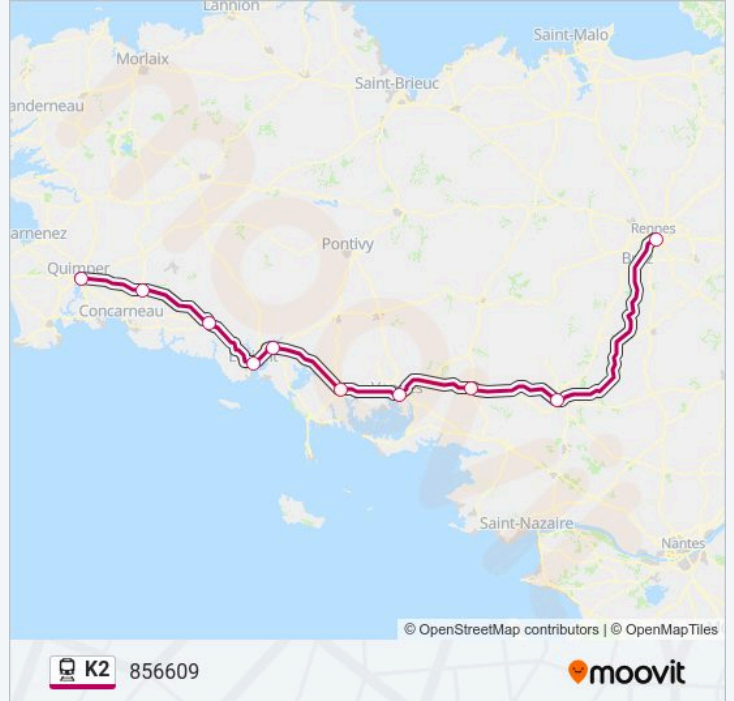 Lannion
Saint-Malo
Morlaix
Saint-Brieuc
anderneau
Rennes
arnenez
Pontivy
Quimper
Concarneau
Saint-Nazaire
Nantes
moovit
© OpenStreetMap contributors | © OpenMapTiles
K2 856609
moovit